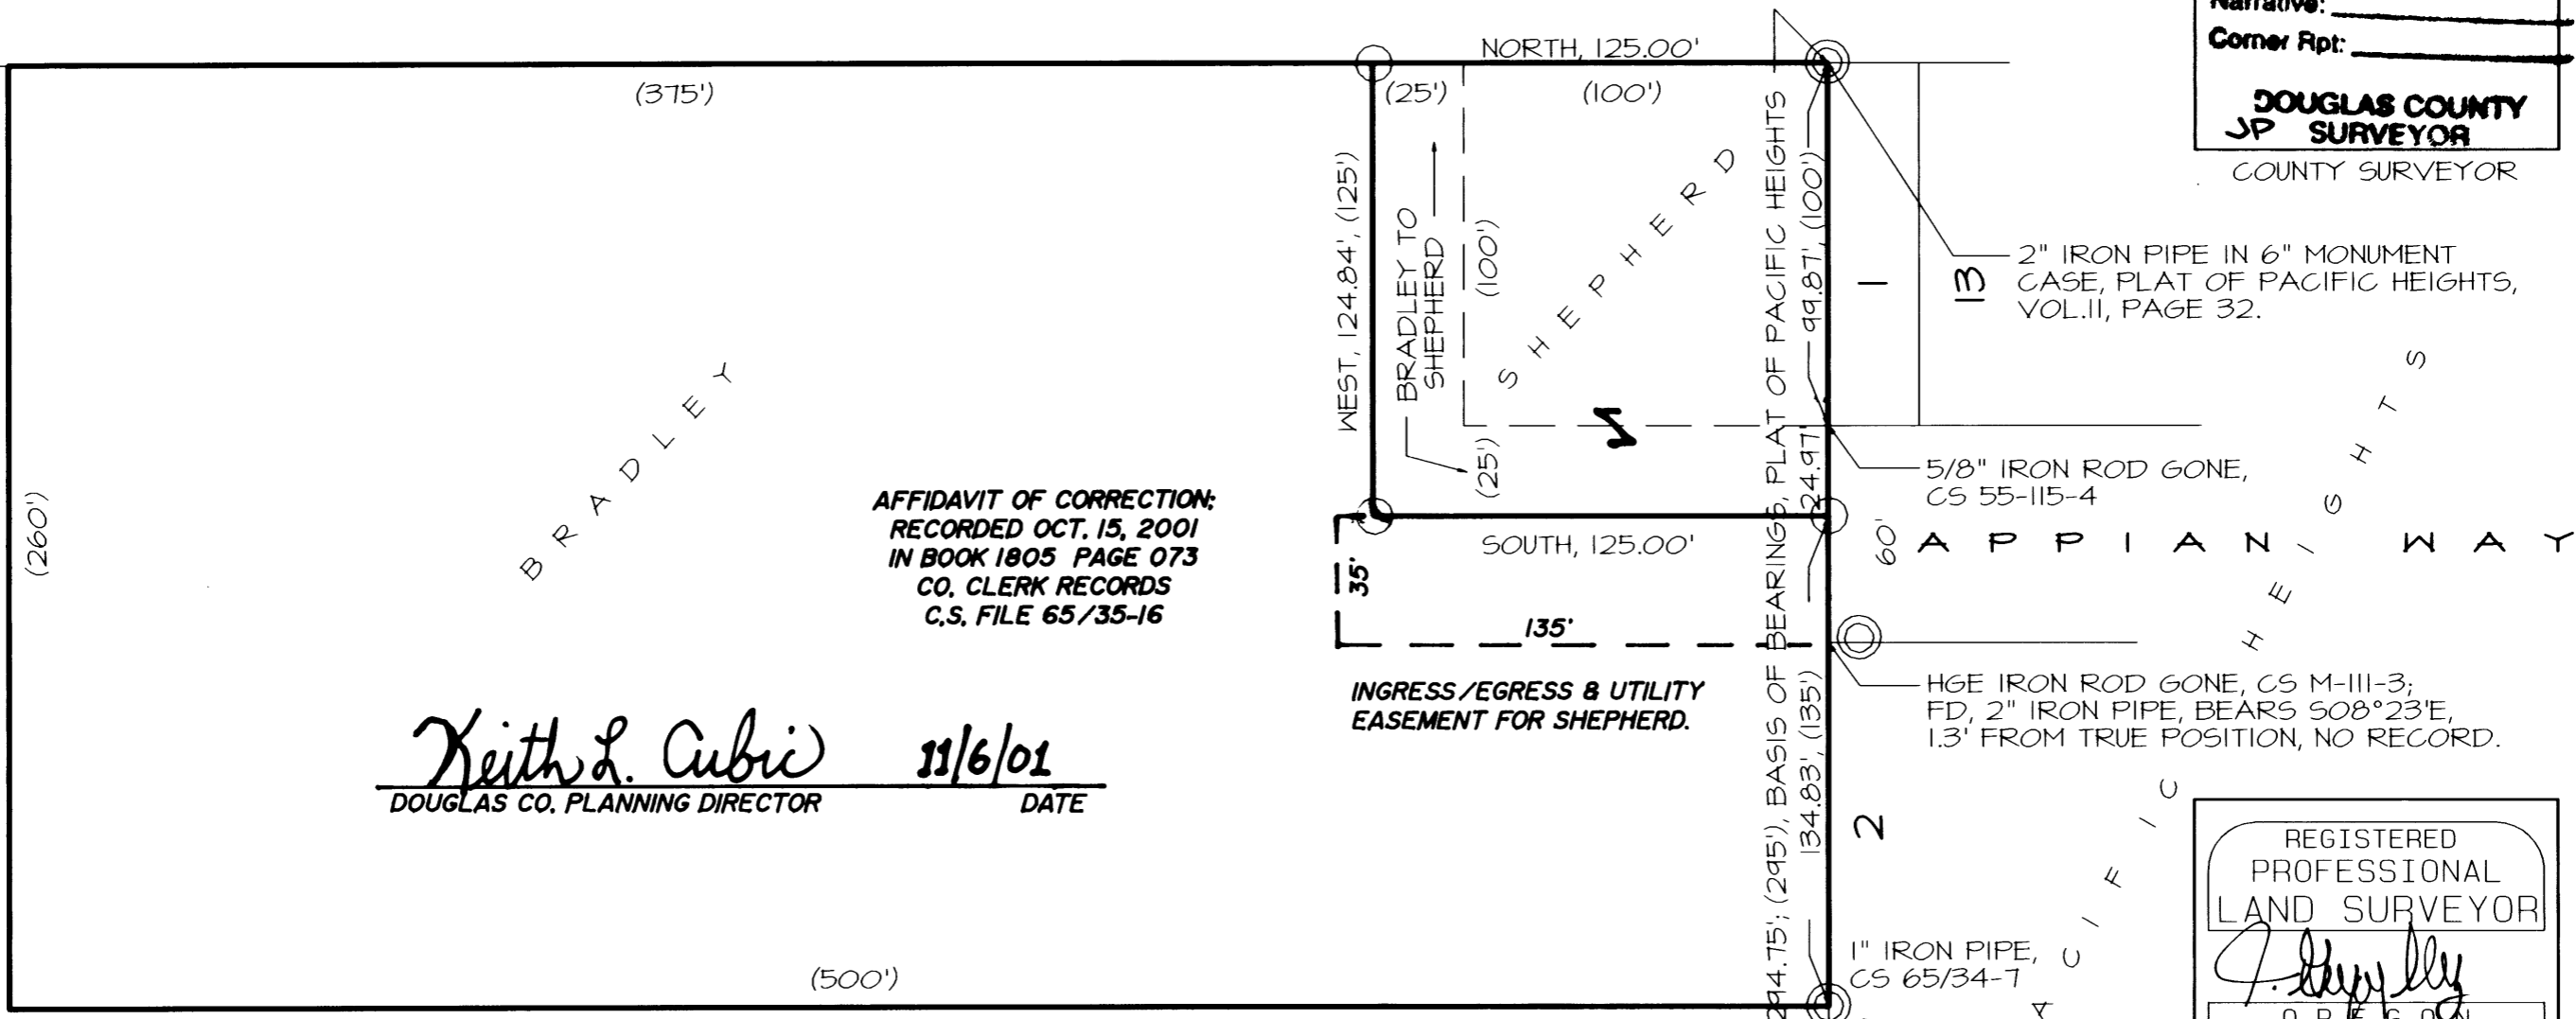 Narrative:
Corner Rpt:
DOUGLAS COUNTY
JP SURVEYOR
COUNTY SURVEYOR
NORTH, 125.00'
(375')
(25')
(100')
WEST, 124.84', (125')
BRADLEY TO
SHEPHERD
(100')
(25')
SHEPHERD
294.75'; (295'), BASIS OF BEARINGS, PLAT OF PACIFIC HEIGHTS
99.87', (100')
24.97'
134.83', (135')
1
13
2" IRON PIPE IN 6" MONUMENT
CASE, PLAT OF PACIFIC HEIGHTS,
VOL.II, PAGE 32.
5/8" IRON ROD GONE,
CS 55-115-4
60'
APPIAN WAY
PACIFIC HEIGHTS
(260')
BRADLEY
AFFIDAVIT OF CORRECTION:
RECORDED OCT. 15, 2001
IN BOOK 1805 PAGE 073
CO. CLERK RECORDS
C.S. FILE 65/35-16
SOUTH, 125.00'
35'
135'
INGRESS/EGRESS & UTILITY
EASEMENT FOR SHEPHERD.
HGE IRON ROD GONE, CS M-111-3;
FD, 2" IRON PIPE, BEARS S08°23'E,
1.3' FROM TRUE POSITION, NO RECORD.
Keith L. Cubic 11/6/01
DOUGLAS CO. PLANNING DIRECTOR DATE
2
1" IRON PIPE,
CS 65/34-7
(500')
REGISTERED
PROFESSIONAL
LAND SURVEYOR
OREGON